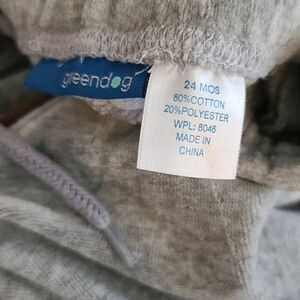 greendog
24 MOS
80%COTTON
20%POLYESTER
WPL: 8046
MADE IN
CHINA